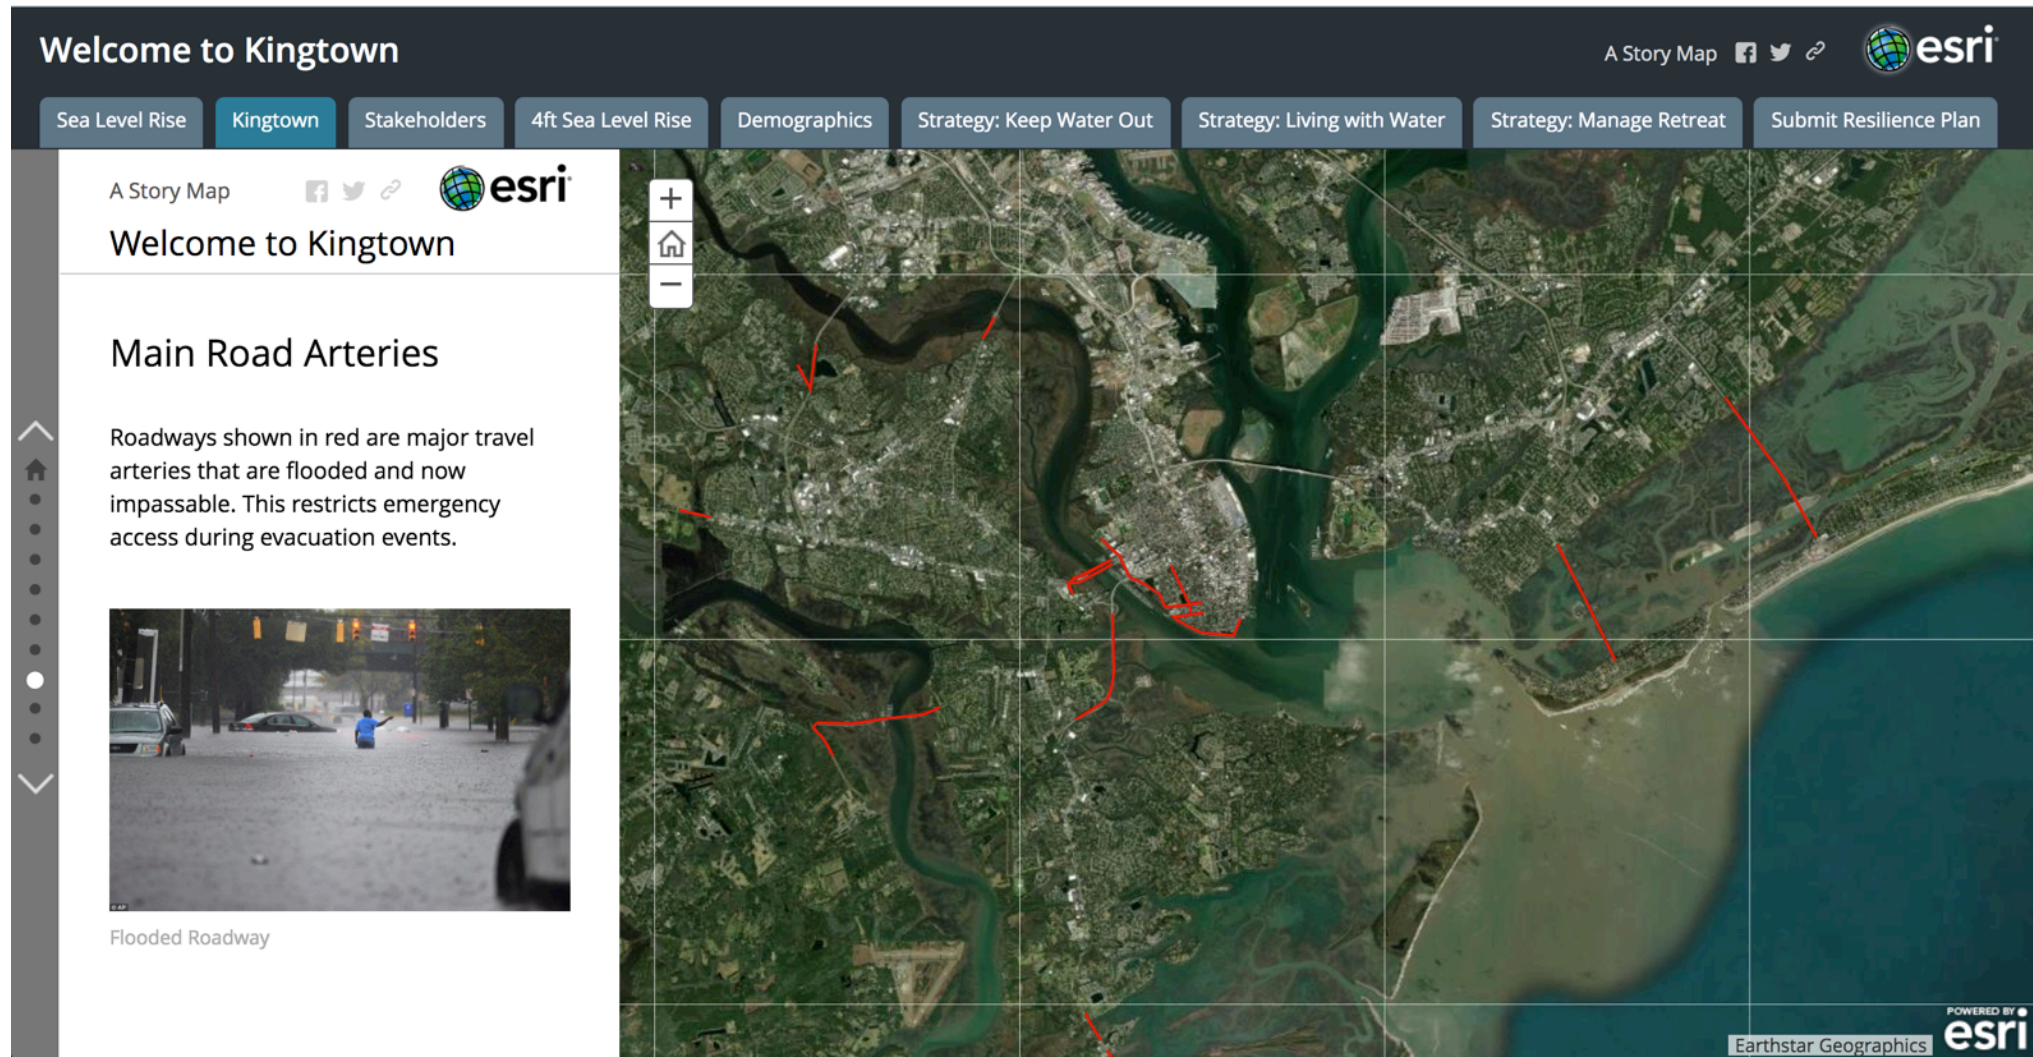 Welcome to Kingtown
A Story Map
esri
Sea Level Rise
Kingtown
Stakeholders
4ft Sea Level Rise
Demographics
Strategy: Keep Water Out
Strategy: Living with Water
Strategy: Manage Retreat
Submit Resilience Plan
A Story Map
esri
Welcome to Kingtown
Main Road Arteries
Roadways shown in red are major travel
arteries that are flooded and now
impassable. This restricts emergency
access during evacuation events.
© AP
Flooded Roadway
Earthstar Geographics
POWERED BY
esri